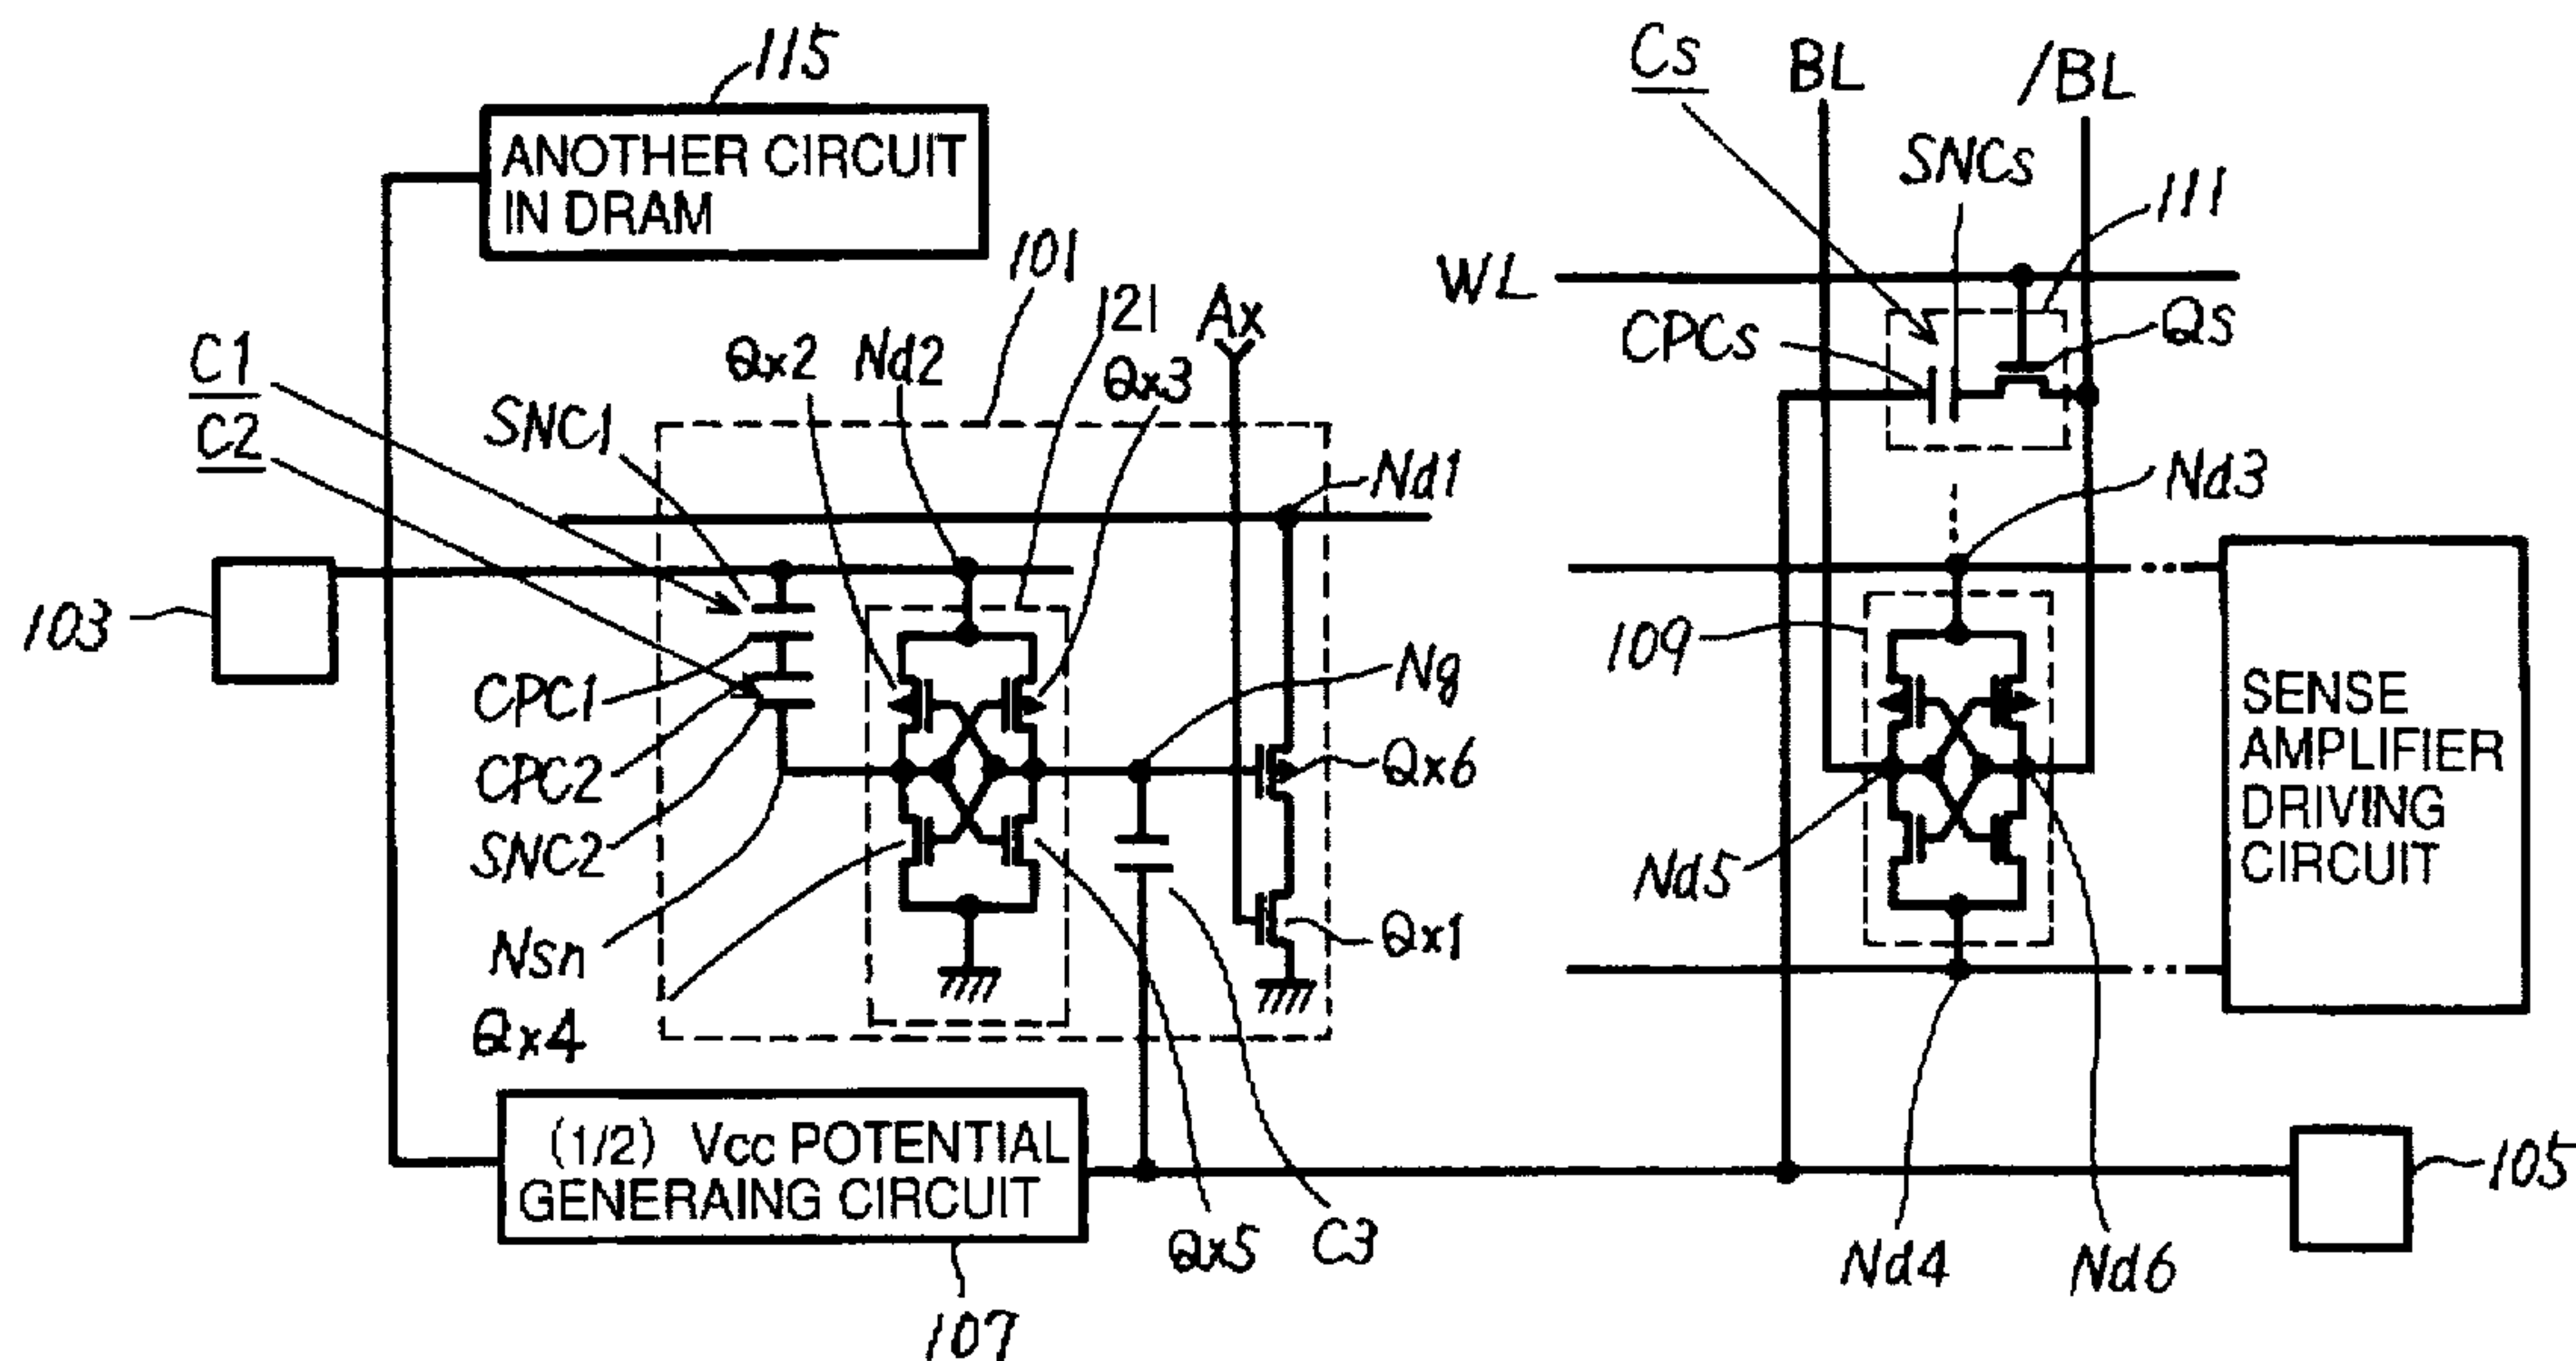 115
ANOTHER CIRCUIT
IN DRAM
Cs
BL
/BL
SNCs
111
WL
CPCs
Qs
101
121
Ax
C1
C2
Qx2
Nd2
Qx3
SNC1
Nd1
Nd3
103
109
CPC1
CPC2
SNC2
Ng
Qx6
SENSE
AMPLIFIER
DRIVING
CIRCUIT
Nd5
Nsn
Qx4
Qx1
(1/2) Vcc POTENTIAL
GENERAING CIRCUIT
105
Qx5
C3
Nd4
Nd6
107